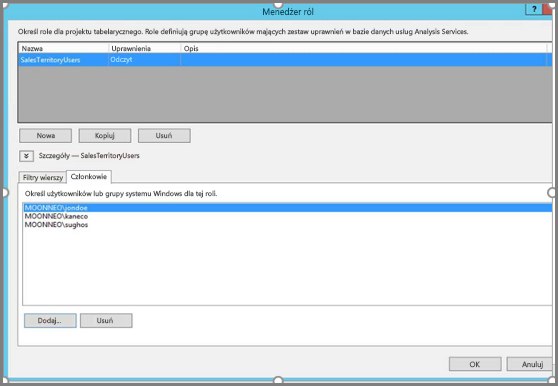 Menedżer ról
?
Określ role dla projektu tabelarycznego. Role definiują grupę użytkowników mających zestaw uprawnień w bazie danych usług Analysis Services.
Nazwa Uprawnienia Opis
SalesTerritoryUsers Odczyt
Nowa Kopiuj Usuń
Szczegóły — SalesTerritoryUsers
Filtry wierszy Członkowie
Określ użytkowników lub grupy systemu Windows dla tej roli.
MOONNEO\jondoe
MOONNEO\kaneco
MOONNEO\sughos
Dodaj... Usuń
OK Anuluj